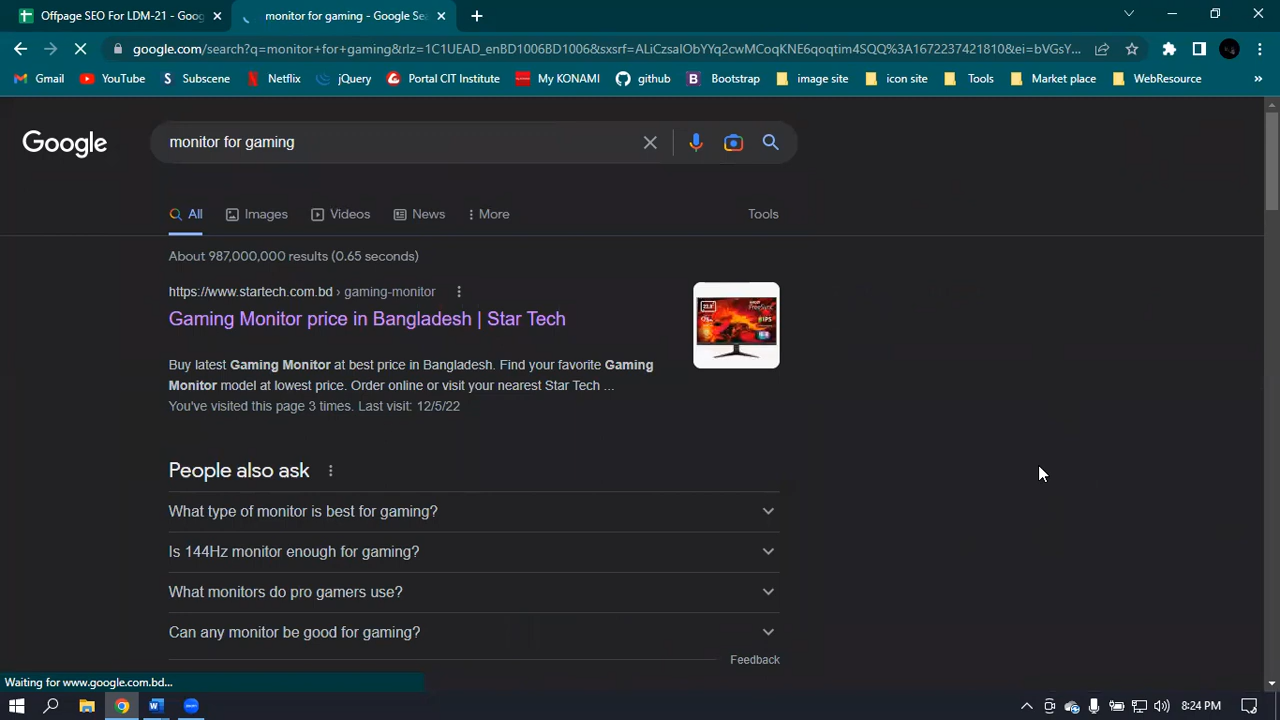 Offpage SEO For LDM-21 - Goog
monitor for gaming - Google Sea
google.com/search?q=monitor+for+gaming&rlz=1C1UEAD_enBD1006BD1006&sxsrf=ALiCzsaIObYYq2cwMCoqKNE6qoqtim4SQQ%3A1672237421810&ei=bVGsY...
Gmail YouTube Subscene Netflix jQuery Portal CIT Institute My KONAMI github Bootstrap image site icon site Tools Market place WebResource »
Google monitor for gaming
All Images Videos News More Tools
About 987,000,000 results (0.65 seconds)
https://www.startech.com.bd › gaming-monitor
Gaming Monitor price in Bangladesh | Star Tech
Buy latest Gaming Monitor at best price in Bangladesh. Find your favorite Gaming
Monitor model at lowest price. Order online or visit your nearest Star Tech ...
You've visited this page 3 times. Last visit: 12/5/22
People also ask
What type of monitor is best for gaming?
Is 144Hz monitor enough for gaming?
What monitors do pro gamers use?
Can any monitor be good for gaming?
Feedback
Waiting for www.google.com.bd...
8:24 PM